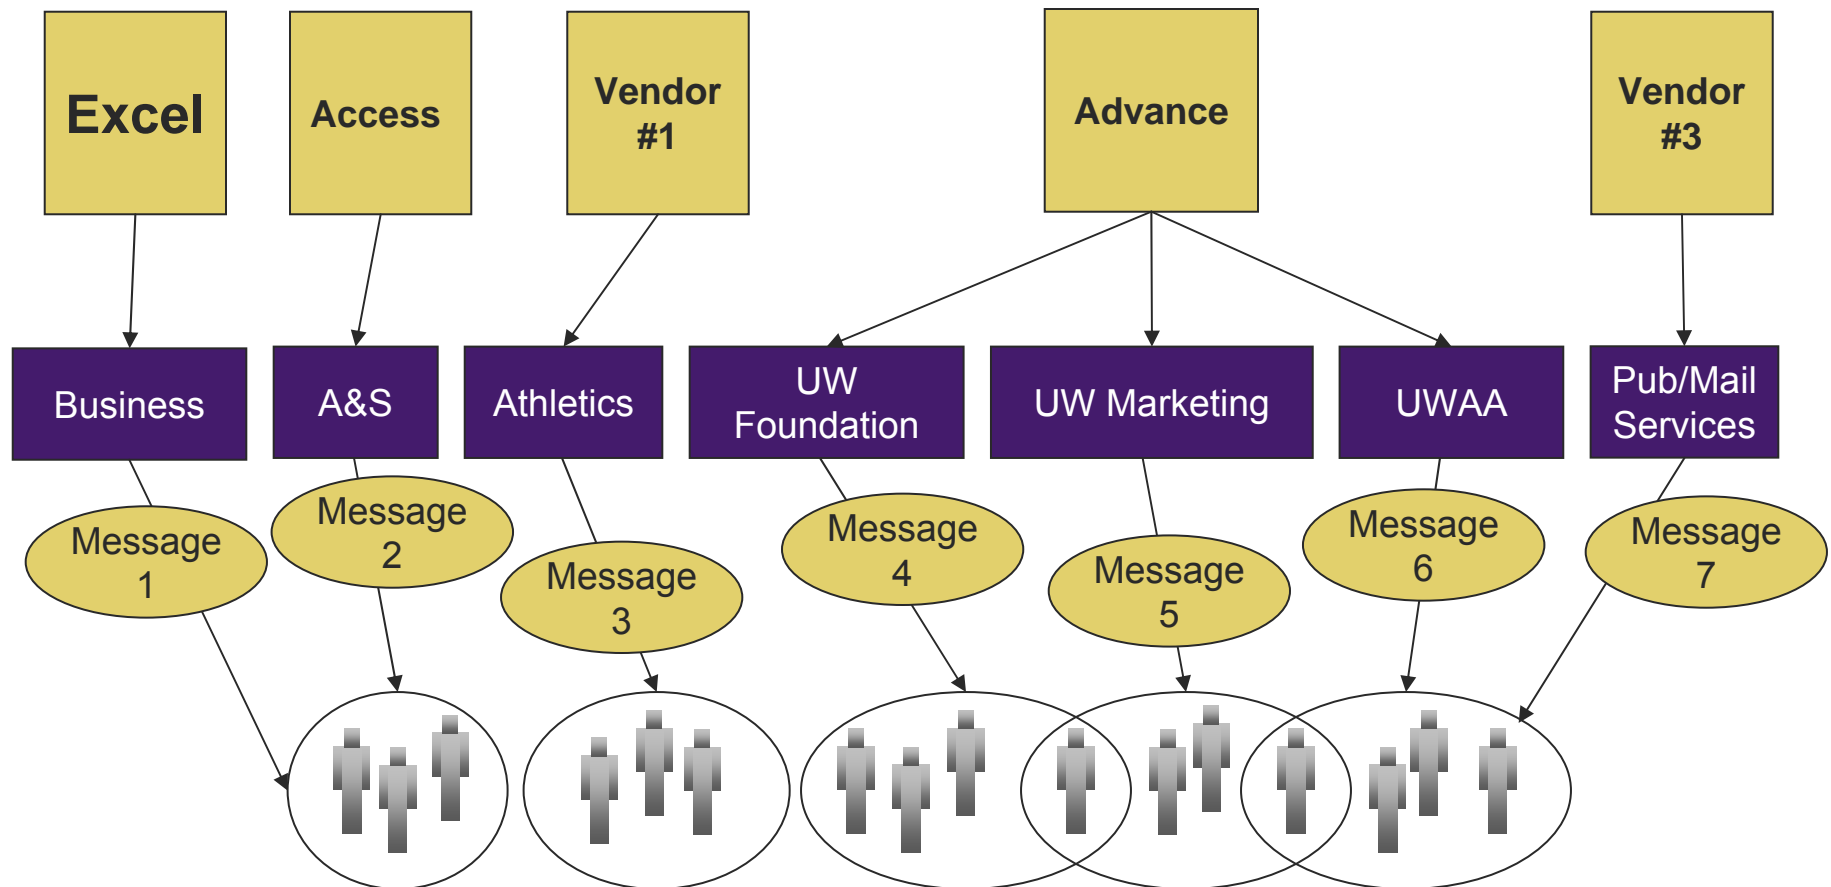 Excel
Access
Vendor
#1
Advance
Vendor
#3
Business
A&S
Athletics
UW
Foundation
UW Marketing
UWAA
Pub/Mail
Services
Message
1
Message
2
Message
3
Message
4
Message
5
Message
6
Message
7